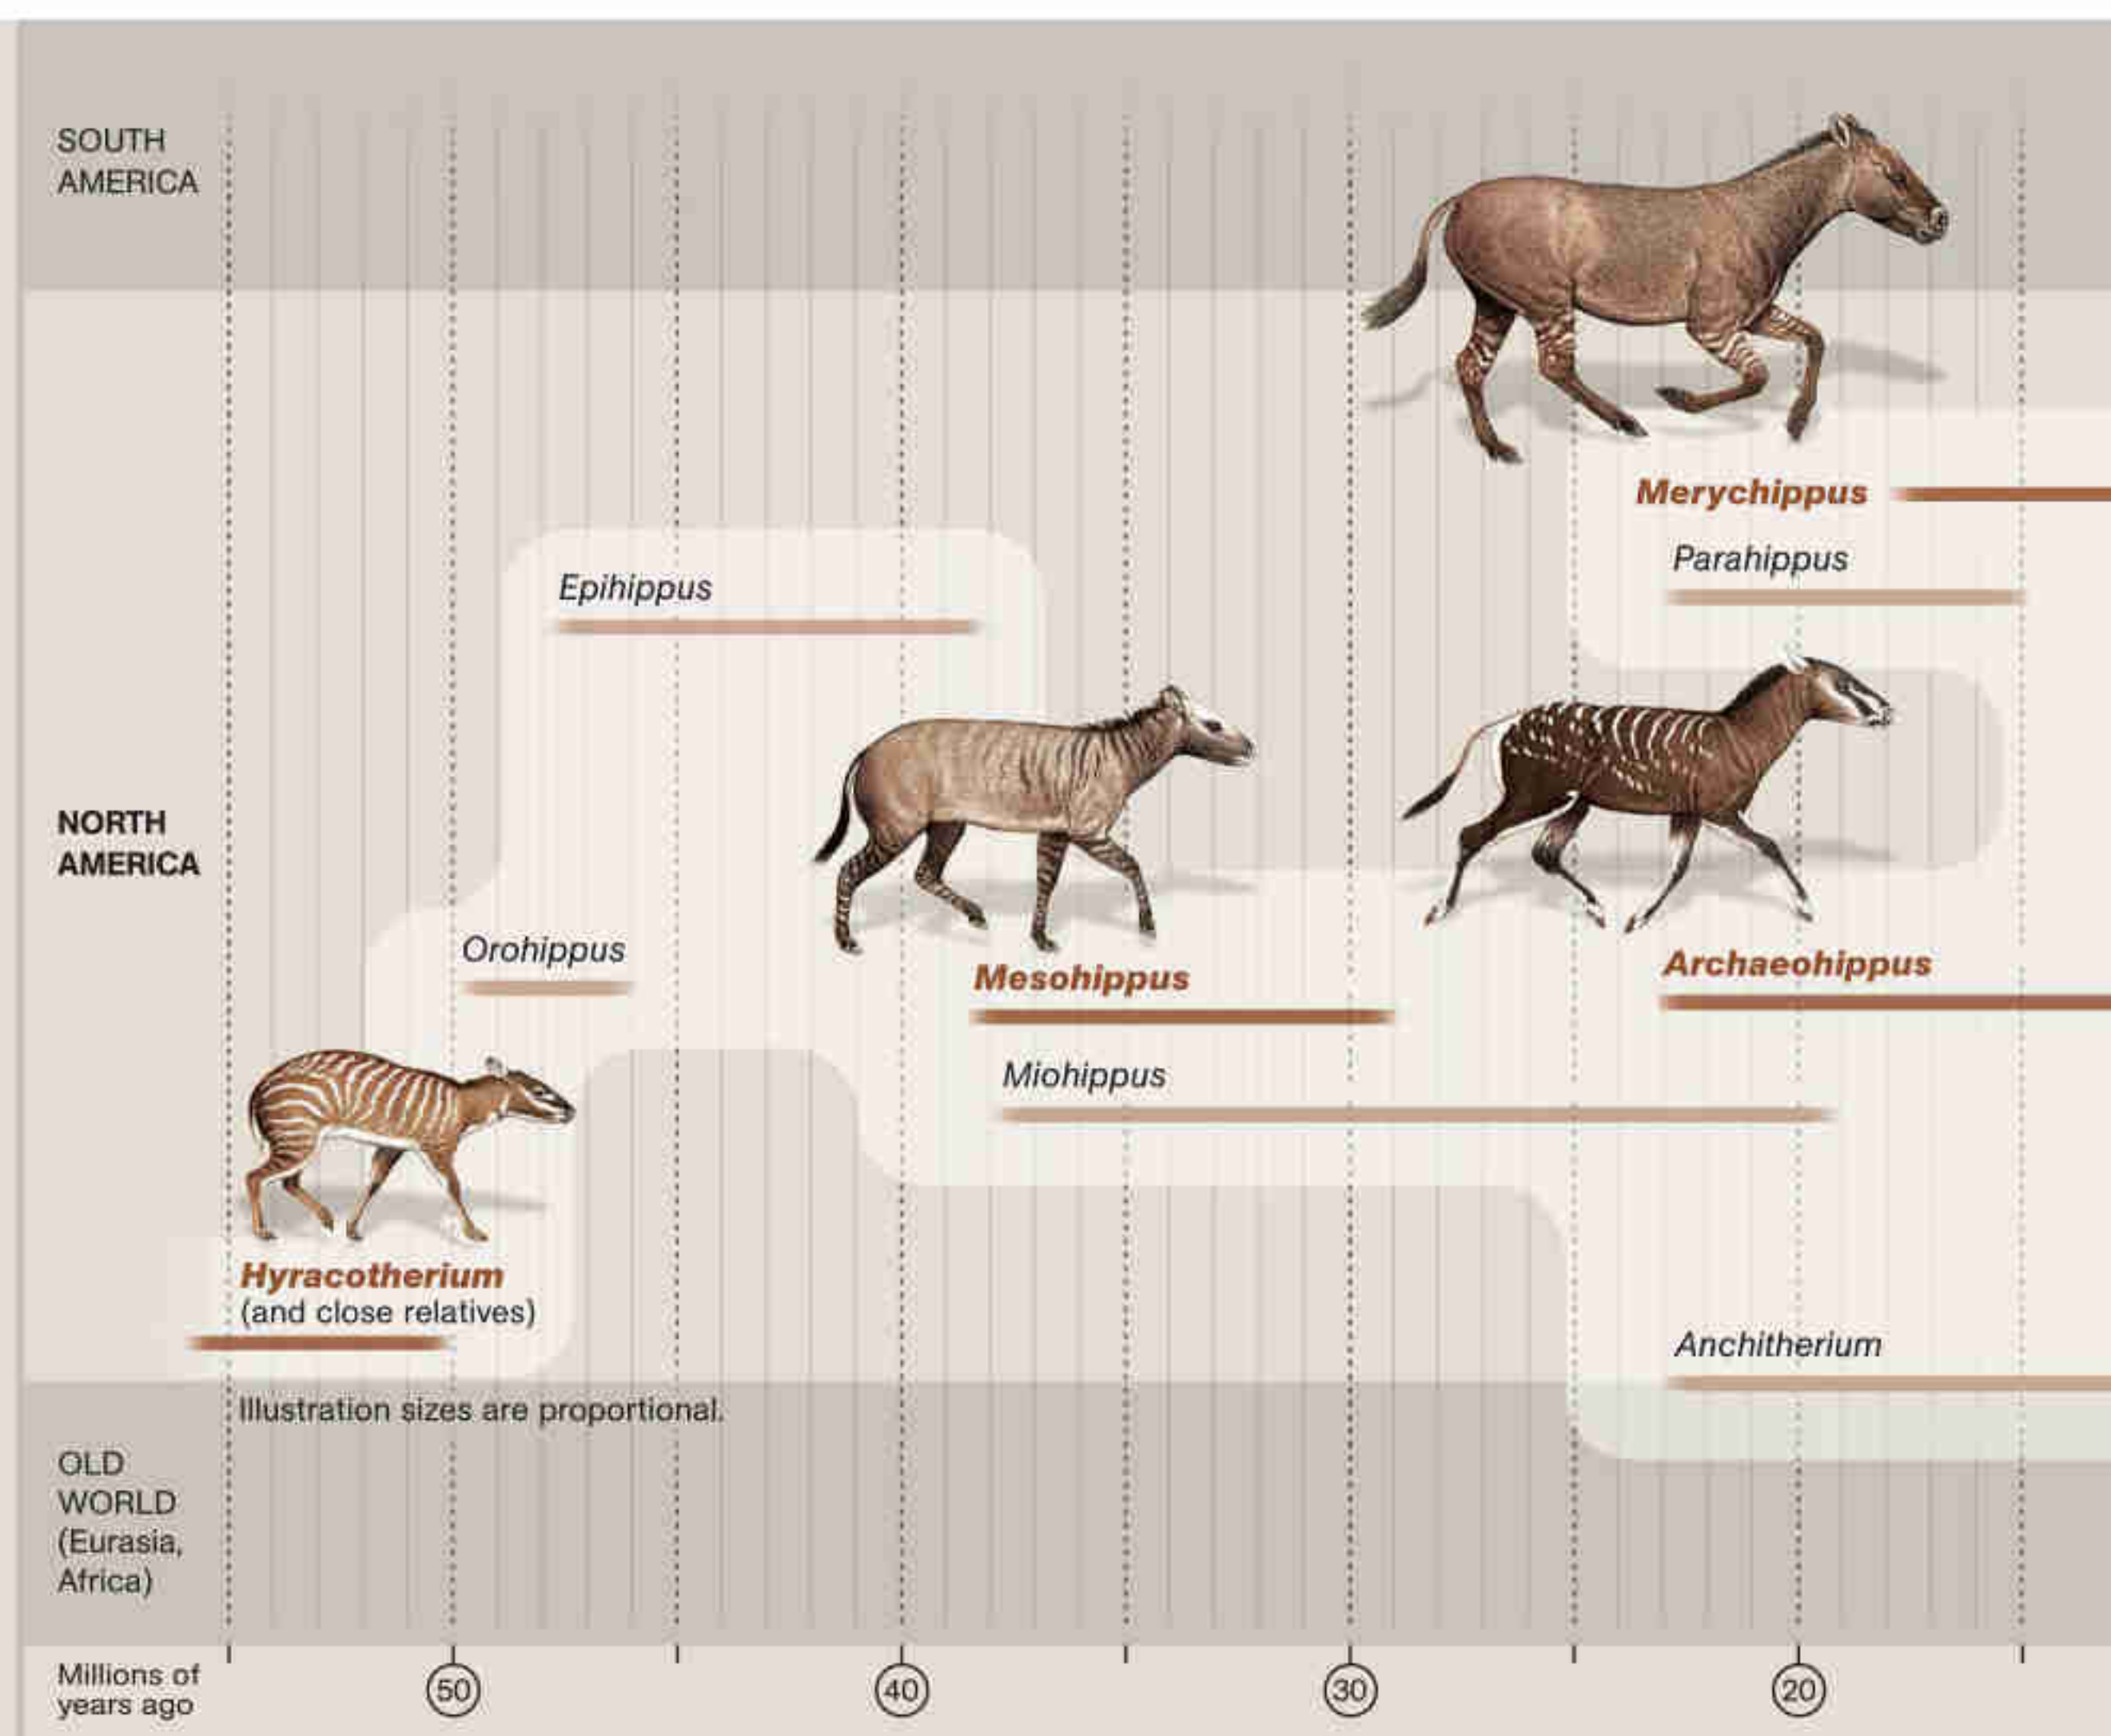 SOUTH
AMERICA
Merychippus
Parahippus
Epihippus
NORTH
AMERICA
Orohippus
Mesohippus
Archaeohippus
Miohippus
Hyracotherium
(and close relatives)
Anchitherium
Illustration sizes are proportional.
OLD
WORLD
(Eurasia,
Africa)
Millions of
years ago
50
40
30
20